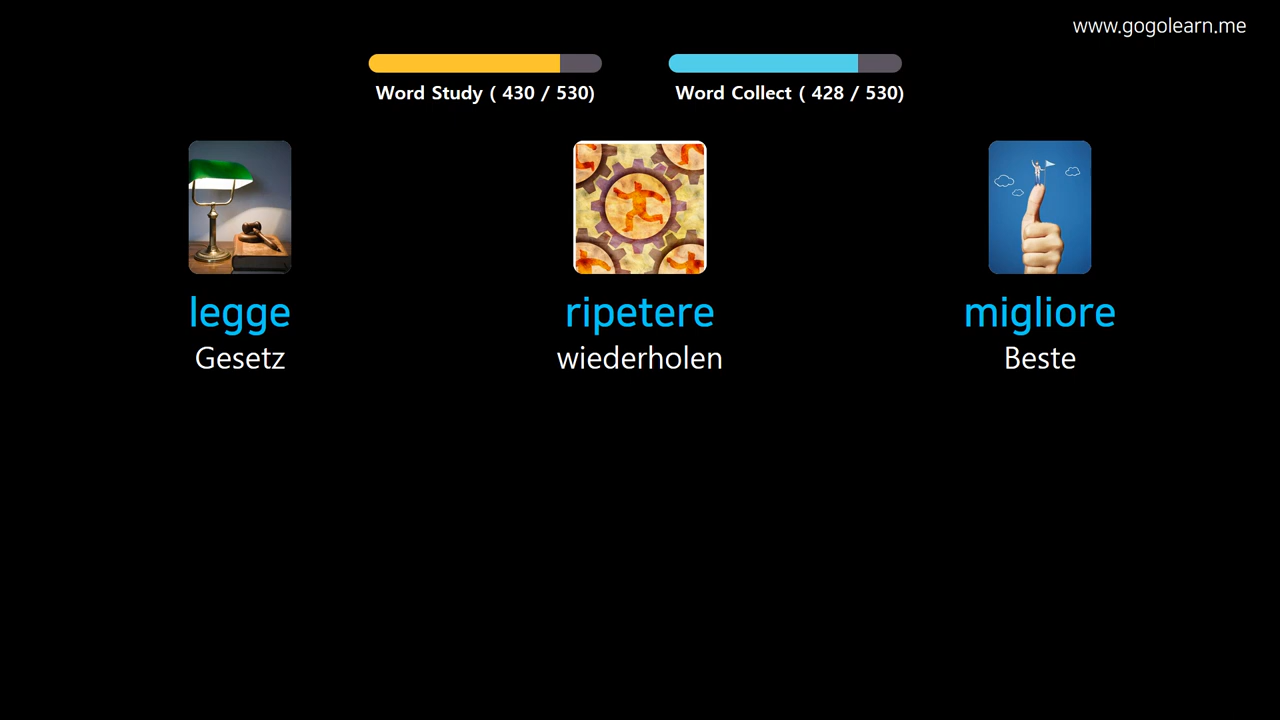 www.gogolearn.me
Word Study ( 430 / 530)
Word Collect ( 428 / 530)
legge
Gesetz
ripetere
wiederholen
migliore
Beste